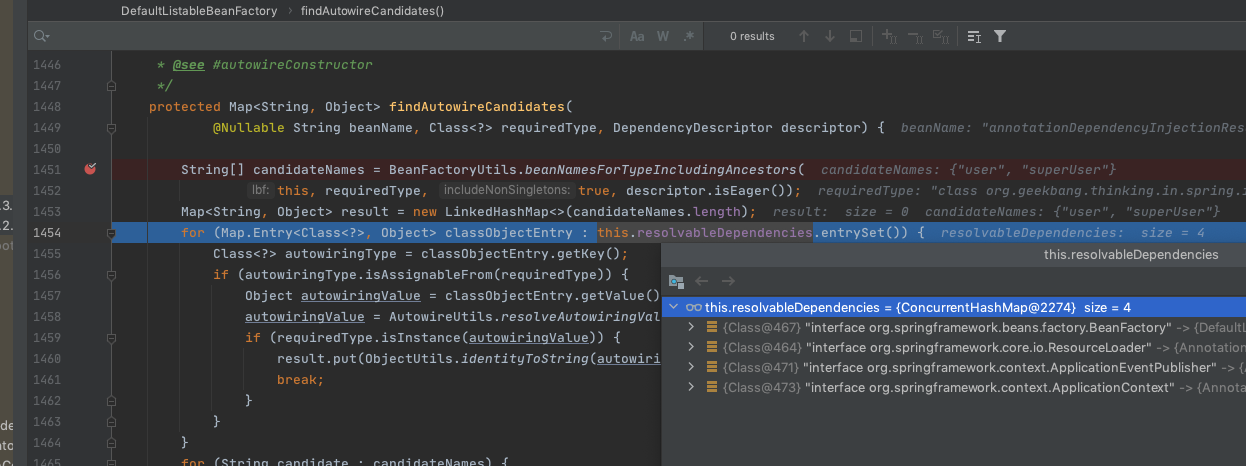 DefaultListableBeanFactory > findAutowireCandidates()
Aa W .* 0 results
1446 * @see #autowireConstructor
1447 */
1448 protected Map<String, Object> findAutowireCandidates(
1449 @Nullable String beanName, Class<?> requiredType, DependencyDescriptor descriptor) { beanName: "annotationDependencyInjectionRes
1450
1451 String[] candidateNames = BeanFactoryUtils.beanNamesForTypeIncludingAncestors( candidateNames: {"user", "superUser"}
1452 lbf: this, requiredType, includeNonSingletons: true, descriptor.isEager()); requiredType: "class org.geekbang.thinking.in.spring.i
1453 Map<String, Object> result = new LinkedHashMap<>(candidateNames.length); result: size = 0 candidateNames: {"user", "superUser"}
1454 for (Map.Entry<Class<?>, Object> classObjectEntry : this.resolvableDependencies.entrySet()) { resolvableDependencies: size = 4
1455 Class<?> autowiringType = classObjectEntry.getKey();
1456 if (autowiringType.isAssignableFrom(requiredType)) {
1457 Object autowiringValue = classObjectEntry.getValue()
1458 autowiringValue = AutowireUtils.resolveAutowiringVal
1459 if (requiredType.isInstance(autowiringValue)) {
1460 result.put(ObjectUtils.identityToString(autowiri
1461 break;
1462 }
1463 }
1464 }
1465 for (String candidate : candidateNames) {
this.resolvableDependencies
this.resolvableDependencies = {ConcurrentHashMap@2274} size = 4
{Class@467} "interface org.springframework.beans.factory.BeanFactory" -> {DefaultL
{Class@464} "interface org.springframework.core.io.ResourceLoader" -> {Annotation
{Class@471} "interface org.springframework.context.ApplicationEventPublisher" -> {A
{Class@473} "interface org.springframework.context.ApplicationContext" -> {Annota
.3.
.2.
bot
de
nto